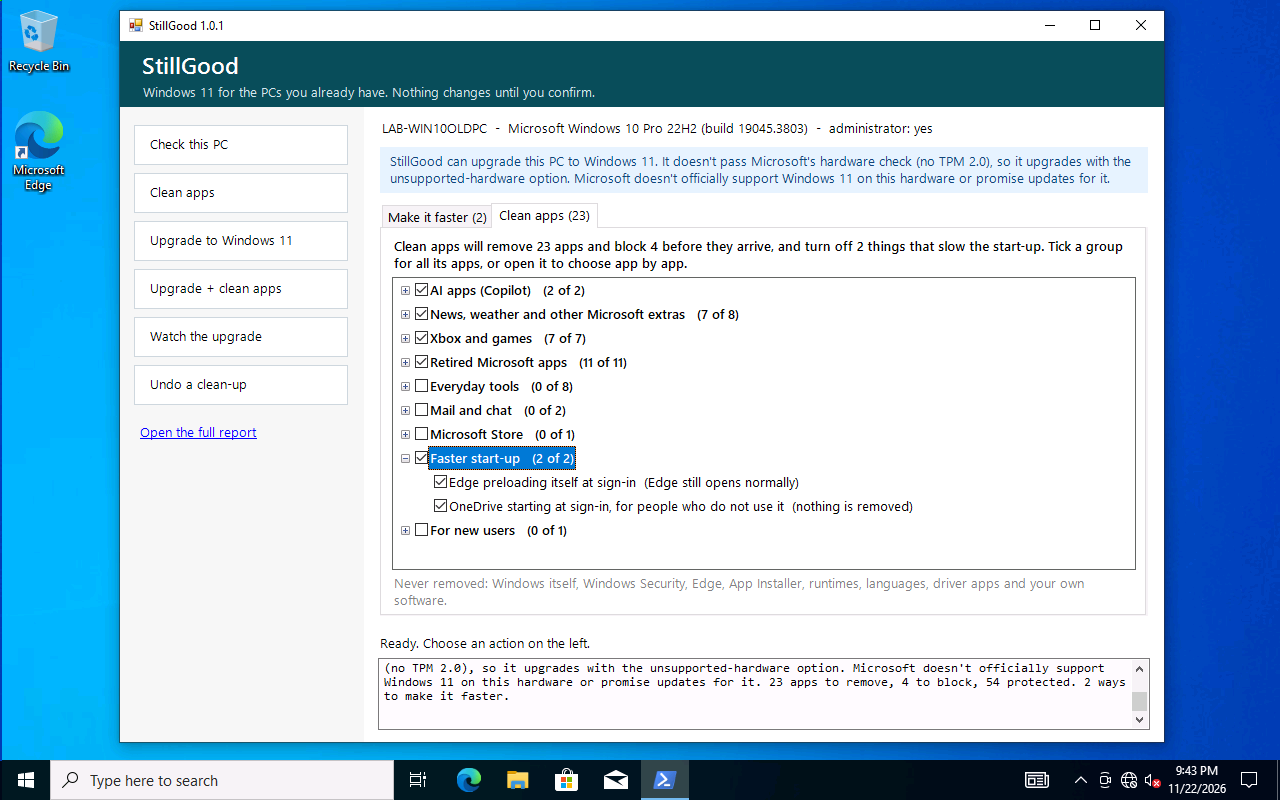 Recycle Bin
Microsoft
Edge
StillGood 1.0.1
StillGood
Windows 11 for the PCs you already have. Nothing changes until you confirm.
Check this PC
Clean apps
Upgrade to Windows 11
Upgrade + clean apps
Watch the upgrade
Undo a clean-up
Open the full report
LAB-WIN10OLDPC - Microsoft Windows 10 Pro 22H2 (build 19045.3803) - administrator: yes
StillGood can upgrade this PC to Windows 11. It doesn't pass Microsoft's hardware check (no TPM 2.0), so it upgrades with the
unsupported-hardware option. Microsoft doesn't officially support Windows 11 on this hardware or promise updates for it.
Make it faster (2)
Clean apps (23)
Clean apps will remove 23 apps and block 4 before they arrive, and turn off 2 things that slow the start-up. Tick a group
for all its apps, or open it to choose app by app.
AI apps (Copilot) (2 of 2)
News, weather and other Microsoft extras (7 of 8)
Xbox and games (7 of 7)
Retired Microsoft apps (11 of 11)
Everyday tools (0 of 8)
Mail and chat (0 of 2)
Microsoft Store (0 of 1)
Faster start-up (2 of 2)
Edge preloading itself at sign-in (Edge still opens normally)
OneDrive starting at sign-in, for people who do not use it (nothing is removed)
For new users (0 of 1)
Never removed: Windows itself, Windows Security, Edge, App Installer, runtimes, languages, driver apps and your own
software.
Ready. Choose an action on the left.
(no TPM 2.0), so it upgrades with the unsupported-hardware option. Microsoft doesn't officially support
Windows 11 on this hardware or promise updates for it. 23 apps to remove, 4 to block, 54 protected. 2 ways
to make it faster.
Type here to search
9:43 PM
11/22/2026